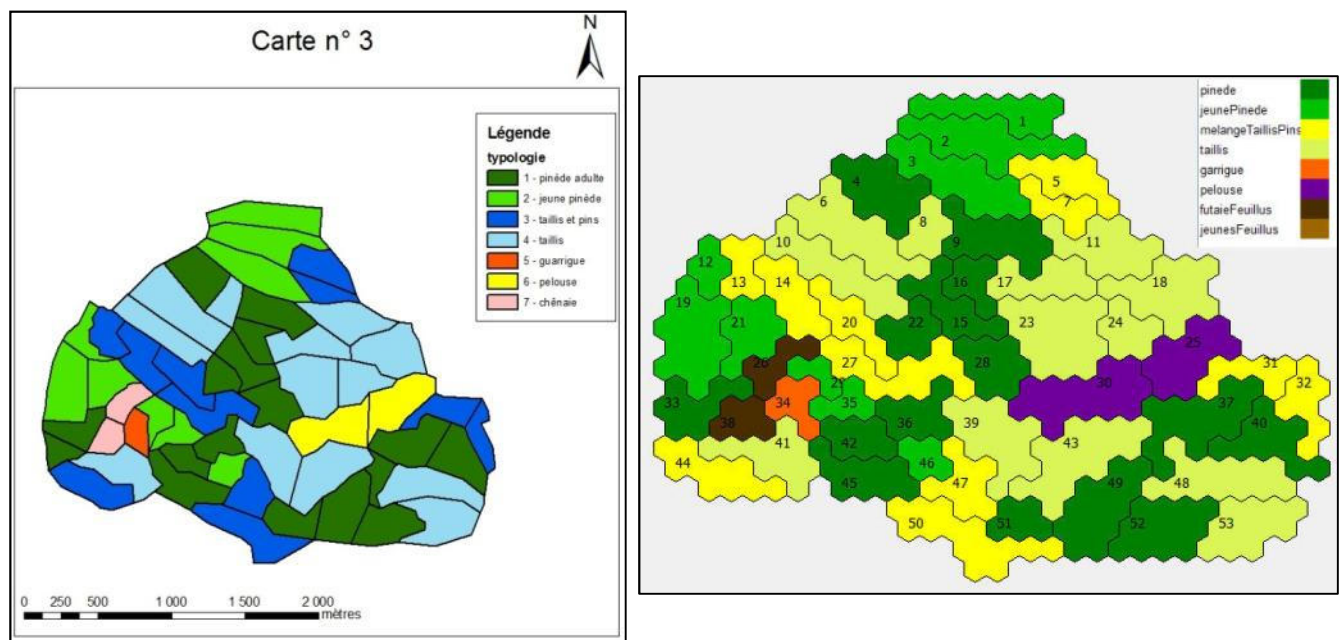 Carte n° 3
N
Légende
typologie
1 - pinède adulte
2 - jeune pinède
3 - taillis et pins
4 - taillis
5 - guarrigue
6 - pelouse
7 - chênaie
0 250 500 1 000 1 500 2 000
mètres
pinede
jeunePinede
melangeTaillisPins
taillis
garrigue
pelouse
futaieFeuillus
jeunesFeuillus
1
2
3
4
5
6
7
8
9
10
11
12
13
14
16
17
18
19
20
21
22
15
23
24
25
26
27
28
29
30
31
32
33
34
35
36
37
38
39
40
41
42
43
44
45
46
47
48
49
50
51
52
53